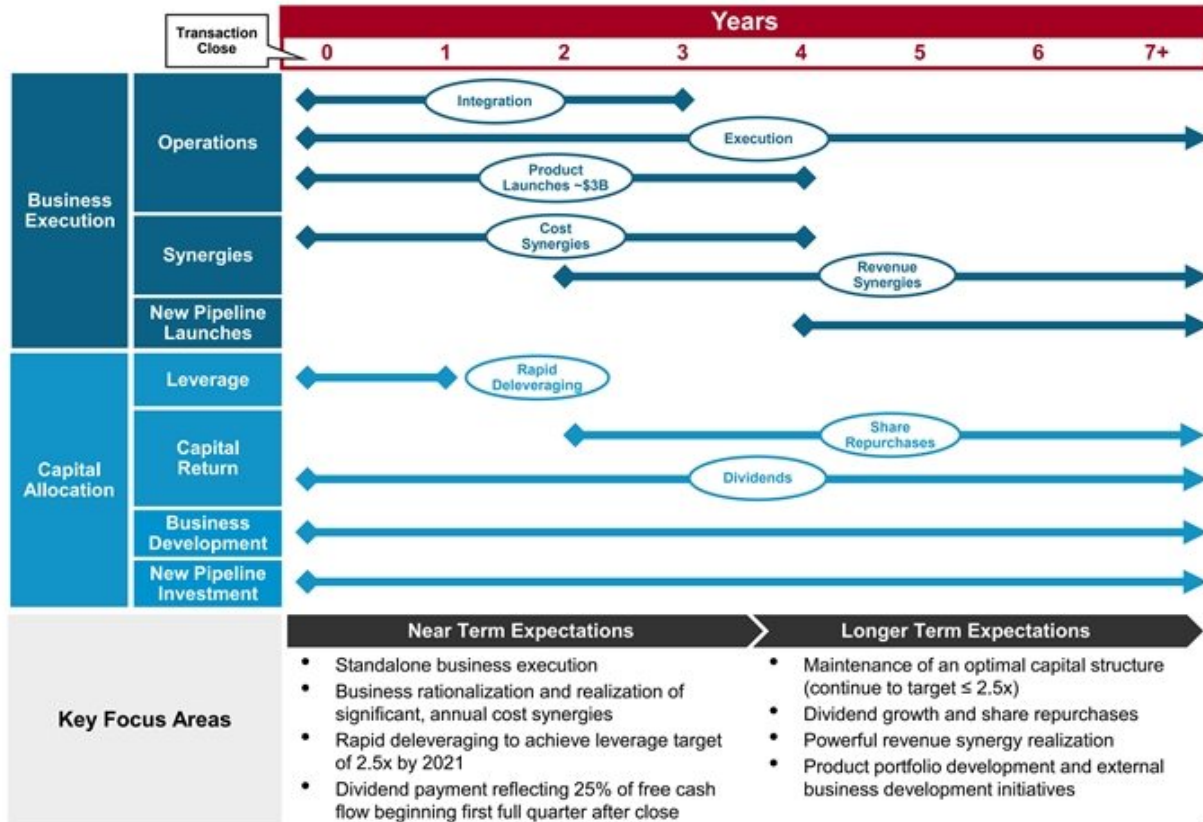 Years
Transaction
Close
0 1 2 3 4 5 6 7+
Business
Execution
Operations
Integration
Execution
Product
Launches ~$3B
Synergies
Cost
Synergies
Revenue
Synergies
New Pipeline
Launches
Capital
Allocation
Leverage
Rapid
Deleveraging
Capital
Return
Share
Repurchases
Dividends
Business
Development
New Pipeline
Investment
Key Focus Areas
Near Term Expectations
• Standalone business execution
• Business rationalization and realization of
significant, annual cost synergies
• Rapid deleveraging to achieve leverage target
of 2.5x by 2021
• Dividend payment reflecting 25% of free cash
flow beginning first full quarter after close
Longer Term Expectations
• Maintenance of an optimal capital structure
(continue to target ≤ 2.5x)
• Dividend growth and share repurchases
• Powerful revenue synergy realization
• Product portfolio development and external
business development initiatives